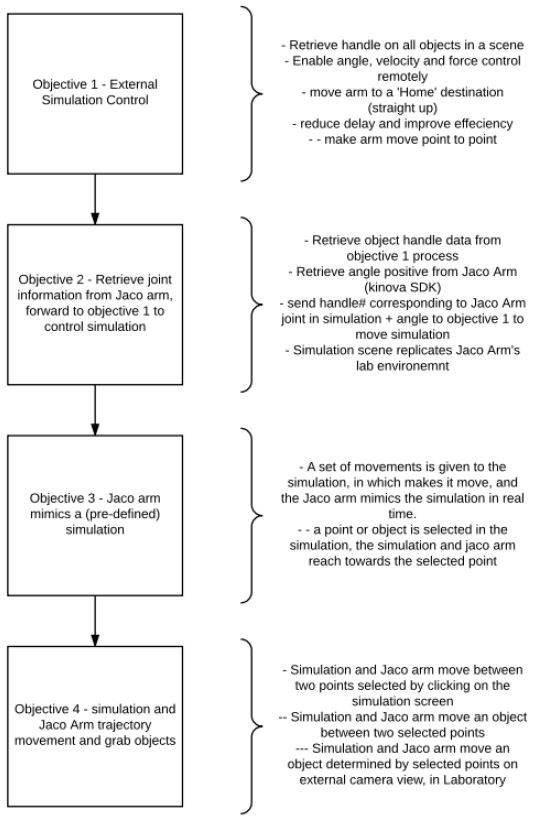 Objective 1 - External
Simulation Control
- Retrieve handle on all objects in a scene
- Enable angle, velocity and force control
remotely
- move arm to a 'Home' destination
(straight up)
- reduce delay and improve effeciency
- - make arm move point to point
Objective 2 - Retrieve joint
information from Jaco arm,
forward to objective 1 to
control simulation
- Retrieve object handle data from
objective 1 process
- Retrieve angle positive from Jaco Arm
(kinova SDK)
- send handle# corresponding to Jaco Arm
joint in simulation + angle to objective 1 to
move simulation
- Simulation scene replicates Jaco Arm's
lab environemnt
Objective 3 - Jaco arm
mimics a (pre-defined)
simulation
- A set of movements is given to the
simulation, in which makes it move, and
the Jaco arm mimics the simulation in real
time.
- - a point or object is selected in the
simulation, the simulation and jaco arm
reach towards the selected point
Objective 4 - simulation and
Jaco Arm trajectory
movement and grab objects
- Simulation and Jaco arm move between
two points selected by clicking on the
simulation screen
-- Simulation and Jaco arm move an object
between two selected points
--- Simulation and Jaco arm move an
object determined by selected points on
external camera view, in Laboratory